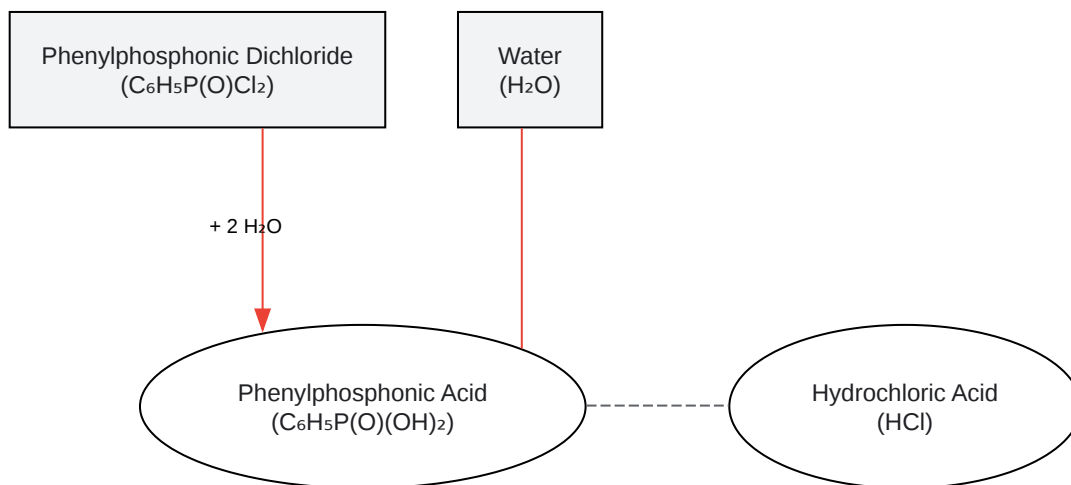 Phenylphosphonic Dichloride
(C₆H₅P(O)Cl₂)
Water
(H₂O)
+ 2 H₂O
Phenylphosphonic Acid
(C₆H₅P(O)(OH)₂)
Hydrochloric Acid
(HCl)